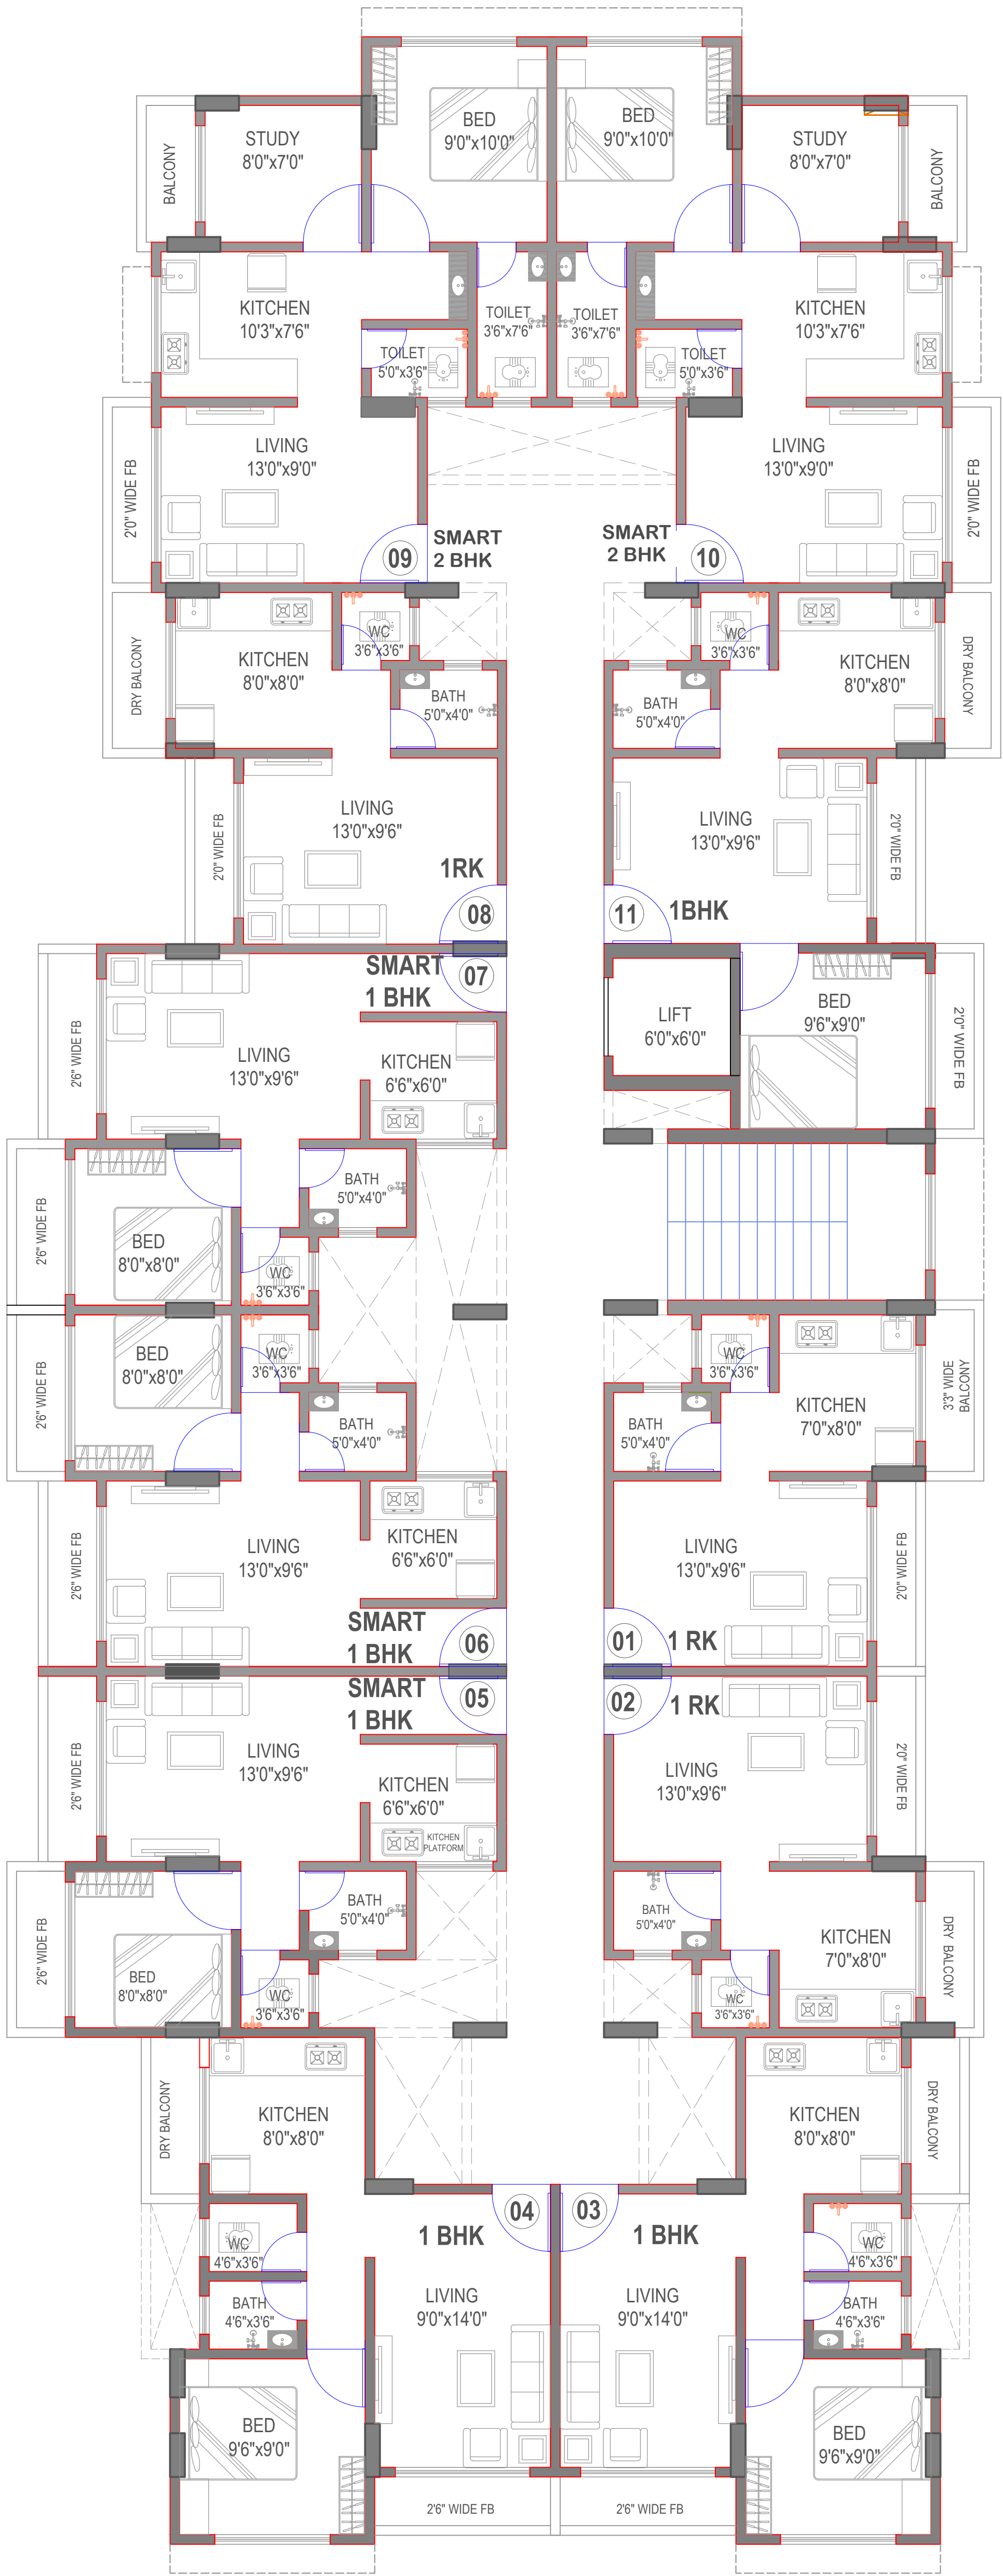 BED
9'0"x10'0"
BED
9'0"x10'0"
STUDY
8'0"x7'0"
STUDY
8'0"x7'0"
BALCONY
BALCONY
KITCHEN
10'3"x7'6"
TOILET
3'6"x7'6"
TOILET
3'6"x7'6"
KITCHEN
10'3"x7'6"
TOILET
5'0"x3'6"
TOILET
5'0"x3'6"
LIVING
13'0"x9'0"
LIVING
13'0"x9'0"
2'0" WIDE FB
2'0" WIDE FB
09
SMART
2 BHK
SMART
2 BHK
10
DRY BALCONY
KITCHEN
8'0"x8'0"
WC
3'6"x3'6"
BATH
5'0"x4'0"
WC
3'6"x3'6"
BATH
5'0"x4'0"
KITCHEN
8'0"x8'0"
DRY BALCONY
2'0" WIDE FB
LIVING
13'0"x9'6"
1RK
08
LIVING
13'0"x9'6"
2'0" WIDE FB
11
1BHK
SMART
1 BHK
07
2'6" WIDE FB
LIVING
13'0"x9'6"
KITCHEN
6'6"x6'0"
LIFT
6'0"x6'0"
BED
9'6"x9'0"
2'0" WIDE FB
BATH
5'0"x4'0"
2'6" WIDE FB
BED
8'0"x8'0"
WC
3'6"x3'6"
2'6" WIDE FB
BED
8'0"x8'0"
WC
3'6"x3'6"
BATH
5'0"x4'0"
WC
3'6"x3'6"
BATH
5'0"x4'0"
KITCHEN
7'0"x8'0"
3'3" WIDE
BALCONY
2'6" WIDE FB
LIVING
13'0"x9'6"
KITCHEN
6'6"x6'0"
LIVING
13'0"x9'6"
2'0" WIDE FB
SMART
1 BHK
06
01
1 RK
SMART
1 BHK
05
02
1 RK
2'6" WIDE FB
LIVING
13'0"x9'6"
KITCHEN
6'6"x6'0"
KITCHEN
PLATFORM
LIVING
13'0"x9'6"
2'0" WIDE FB
2'6" WIDE FB
BED
8'0"x8'0"
BATH
5'0"x4'0"
WC
3'6"x3'6"
BATH
5'0"x4'0"
WC
3'6"x3'6"
KITCHEN
7'0"x8'0"
DRY BALCONY
DRY BALCONY
KITCHEN
8'0"x8'0"
KITCHEN
8'0"x8'0"
DRY BALCONY
04
1 BHK
03
1 BHK
WC
4'6"x3'6"
WC
4'6"x3'6"
BATH
4'6"x3'6"
LIVING
9'0"x14'0"
LIVING
9'0"x14'0"
BATH
4'6"x3'6"
BED
9'6"x9'0"
BED
9'6"x9'0"
2'6" WIDE FB
2'6" WIDE FB